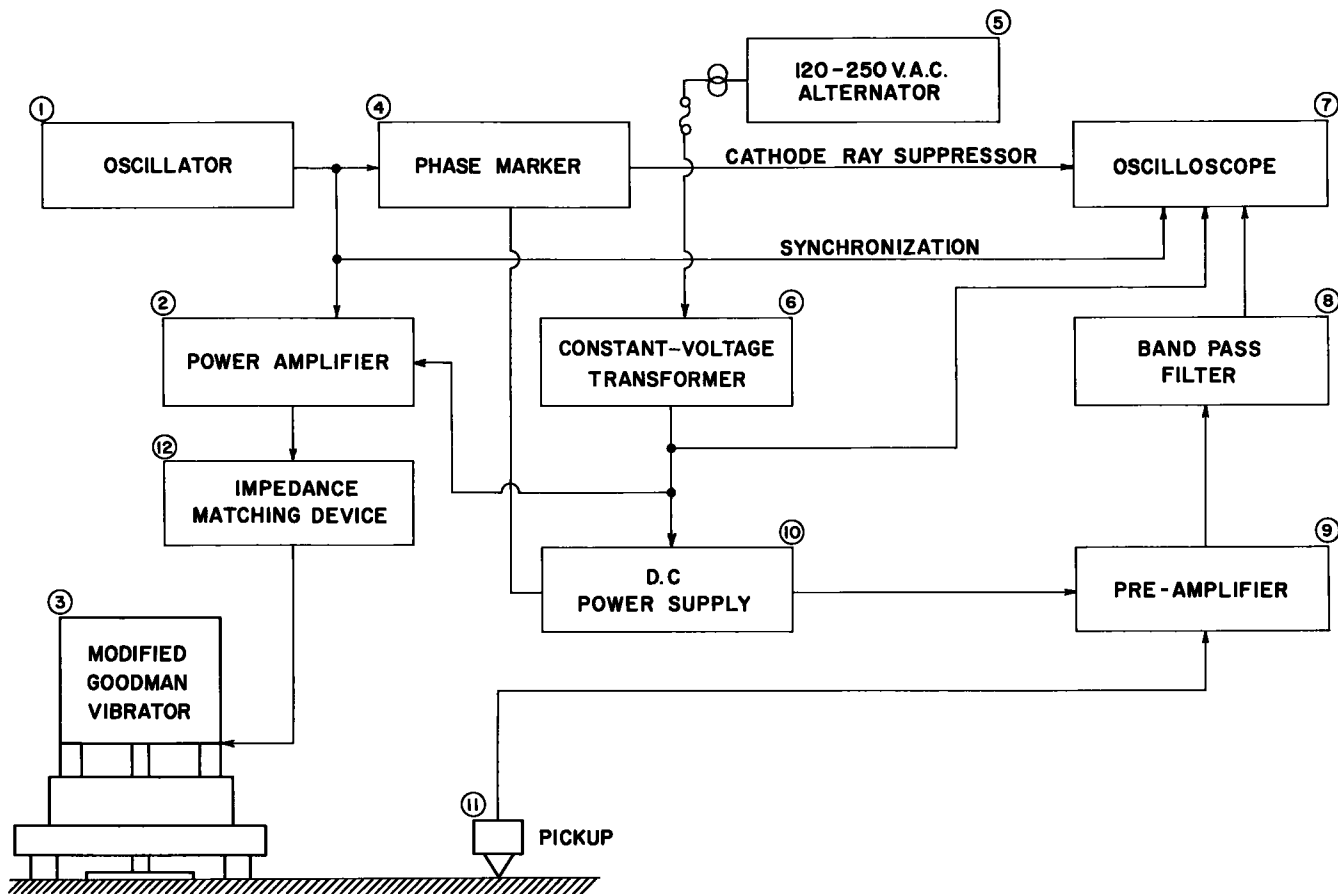 ①
OSCILLATOR
④
PHASE MARKER
⑤
120-250 V.A.C.
ALTERNATOR
⑦
OSCILLOSCOPE
CATHODE RAY SUPPRESSOR
SYNCHRONIZATION
②
POWER AMPLIFIER
⑥
CONSTANT-VOLTAGE
TRANSFORMER
⑧
BAND PASS
FILTER
⑫
IMPEDANCE
MATCHING DEVICE
⑩
D.C
POWER SUPPLY
⑨
PRE-AMPLIFIER
③
MODIFIED
GOODMAN
VIBRATOR
⑪
PICKUP